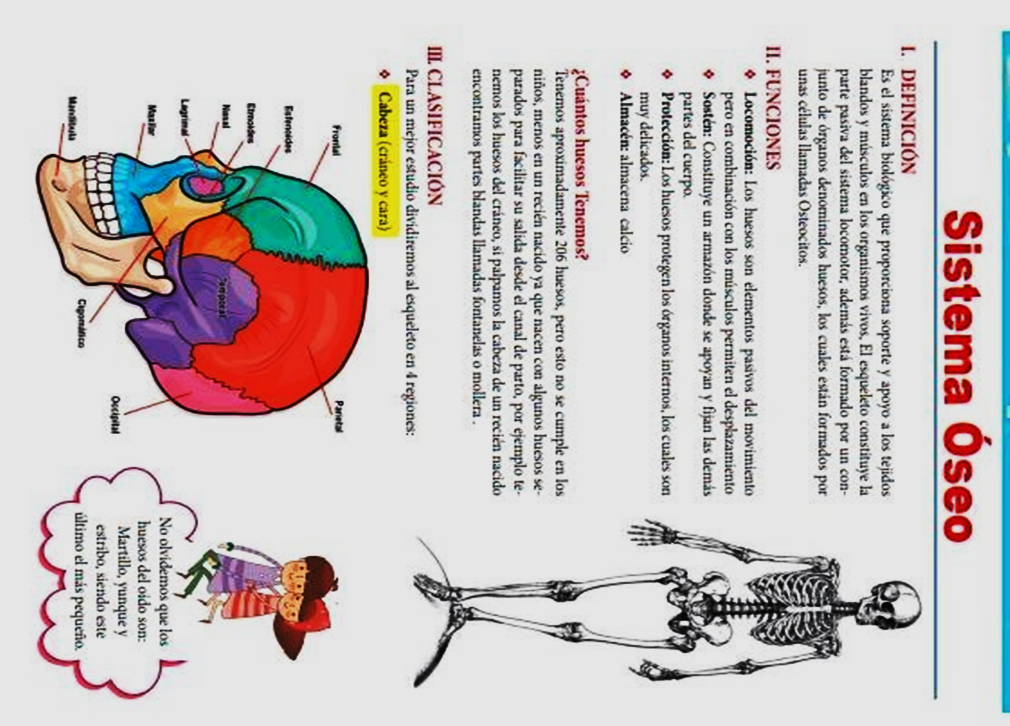 Sistema Óseo
I. DEFINICIÓN
Es el sistema biológico que proporciona soporte y apoyo a los tejidos
blandos y músculos en los organismos vivos, El esqueleto constituye la
parte pasiva del sistema locomotor, además está formado por un con-
junto de órganos denominados huesos, los cuales están formados por
unas células llamadas Osteocitos.
II. FUNCIONES
❖ Locomoción: Los huesos son elementos pasivos del movimiento
pero en combinación con los músculos permiten el desplazamiento
❖ Sostén: Constituye un armazón donde se apoyan y fijan las demás
partes del cuerpo.
❖ Protección: Los huesos protegen los órganos internos, los cuales son
muy delicados.
❖ Almacén: almacena calcio
¿Cuántos huesos Tenemos?
Tenemos aproximadamente 206 huesos, pero esto no se cumple en los
niños, menos en un recién nacido ya que nacen con algunos huesos se-
parados para facilitar su salida desde el canal de parto, por ejemplo te-
nemos los huesos del cráneo, si palpamos la cabeza de un recién nacido
encontramos partes blandas llamadas fontanelas o mollera.
III. CLASIFICACIÓN
Para un mejor estudio dividiremos al esqueleto en 4 regiones:
❖ Cabeza (cráneo y cara)
Frontal
Esfenoides
Etmoides
Nasal
Lagrimal
Maxilar
Mandíbula
Parietal
Temporal
Cigomático
Occipital
No olvidemos que los
huesos del oído son:
Martillo, yunque y
estribo, siendo este
último el más pequeño.